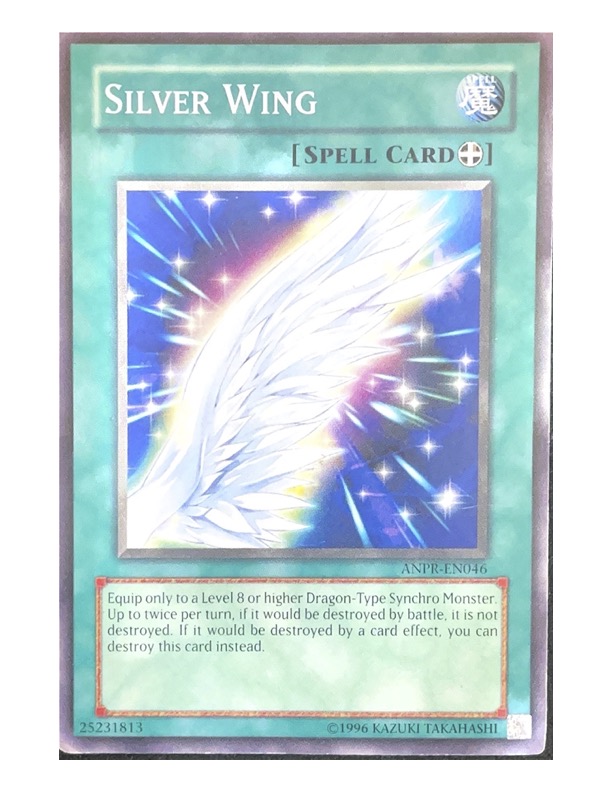 SILVER WING
SPELL
魔
[SPELL CARD]
ANPR-EN046
Equip only to a Level 8 or higher Dragon-Type Synchro Monster.
Up to twice per turn, if it would be destroyed by battle, it is
not destroyed. If it would be destroyed by a card effect, you can
destroy this card instead.
25231813
©1996 KAZUKI TAKAHASHI